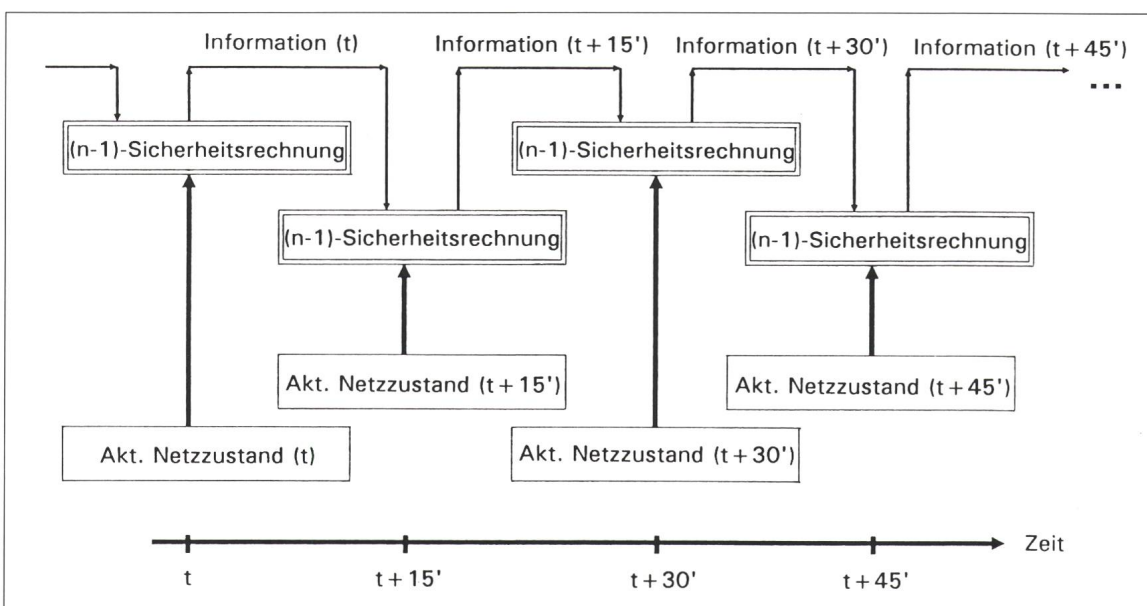 Information (t)
Information (t + 15')
Information (t + 30')
Information (t + 45')
...
(n-1)-Sicherheitsrechnung
(n-1)-Sicherheitsrechnung
(n-1)-Sicherheitsrechnung
(n-1)-Sicherheitsrechnung
Akt. Netzzustand (t + 15')
Akt. Netzzustand (t + 45')
Akt. Netzzustand (t)
Akt. Netzzustand (t + 30')
Zeit
t
t + 15'
t + 30'
t + 45'